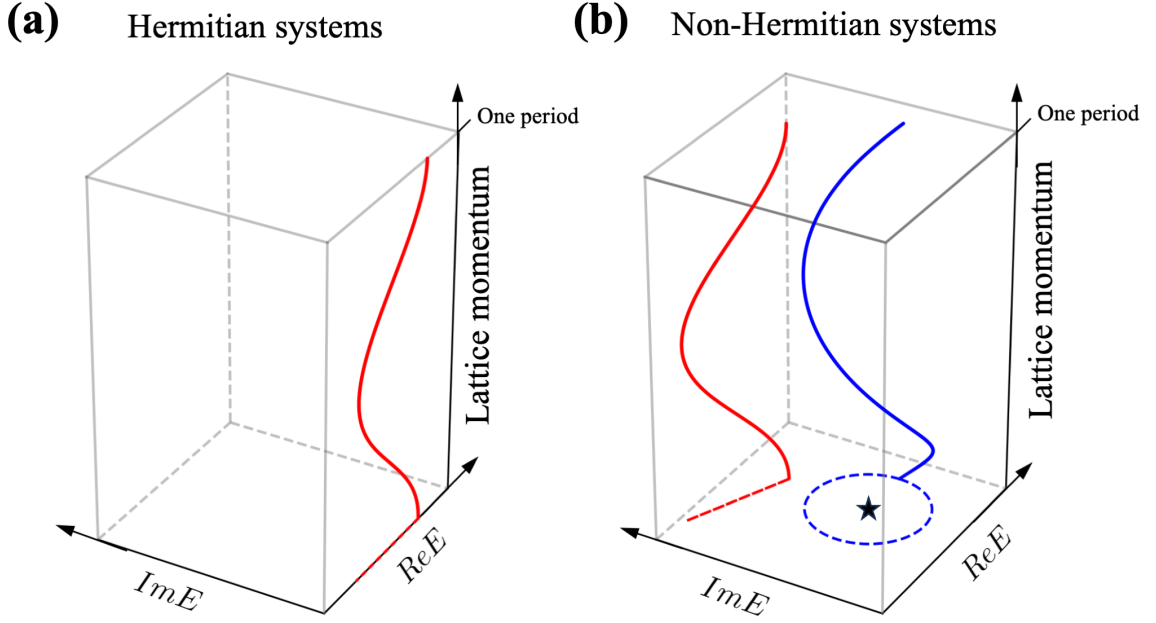 (a) Hermitian systems
One period
Lattice momentum
ReE
ImE
(b) Non-Hermitian systems
One period
Lattice momentum
ReE
ImE